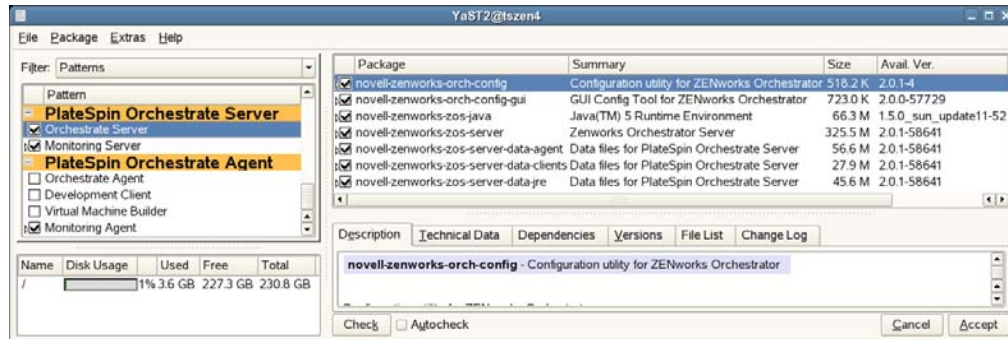 YaST2@tszen4
File Package Extras Help
Filter: Patterns
Pattern
PlateSpin Orchestrate Server
Orchestrate Server
Monitoring Server
PlateSpin Orchestrate Agent
Orchestrate Agent
Development Client
Virtual Machine Builder
Monitoring Agent
Name Disk Usage Used Free Total
/ 1% 3.6 GB 227.3 GB 230.8 GB
Package Summary Size Avail. Ver.
novell-zenworks-orch-config Configuration utility for ZENworks Orchestrator 518.2 K 2.0.1-4
novell-zenworks-orch-config-gui GUI Config Tool for ZENworks Orchestrator 723.0 K 2.0.0-57729
novell-zenworks-zos-java Java(TM) 5 Runtime Environment 66.3 M 1.5.0_sun_update11-52
novell-zenworks-zos-server Zenworks Orchestrator Server 325.5 M 2.0.1-58641
novell-zenworks-zos-server-data-agent Data files for PlateSpin Orchestrate Server 56.6 M 2.0.1-58641
novell-zenworks-zos-server-data-clients Data files for PlateSpin Orchestrate Server 27.9 M 2.0.1-58641
novell-zenworks-zos-server-data-jre Data files for PlateSpin Orchestrate Server 45.6 M 2.0.1-58641
Description Technical Data Dependencies Versions File List Change Log
novell-zenworks-orch-config - Configuration utility for ZENworks Orchestrator
Check Autocheck Cancel Accept